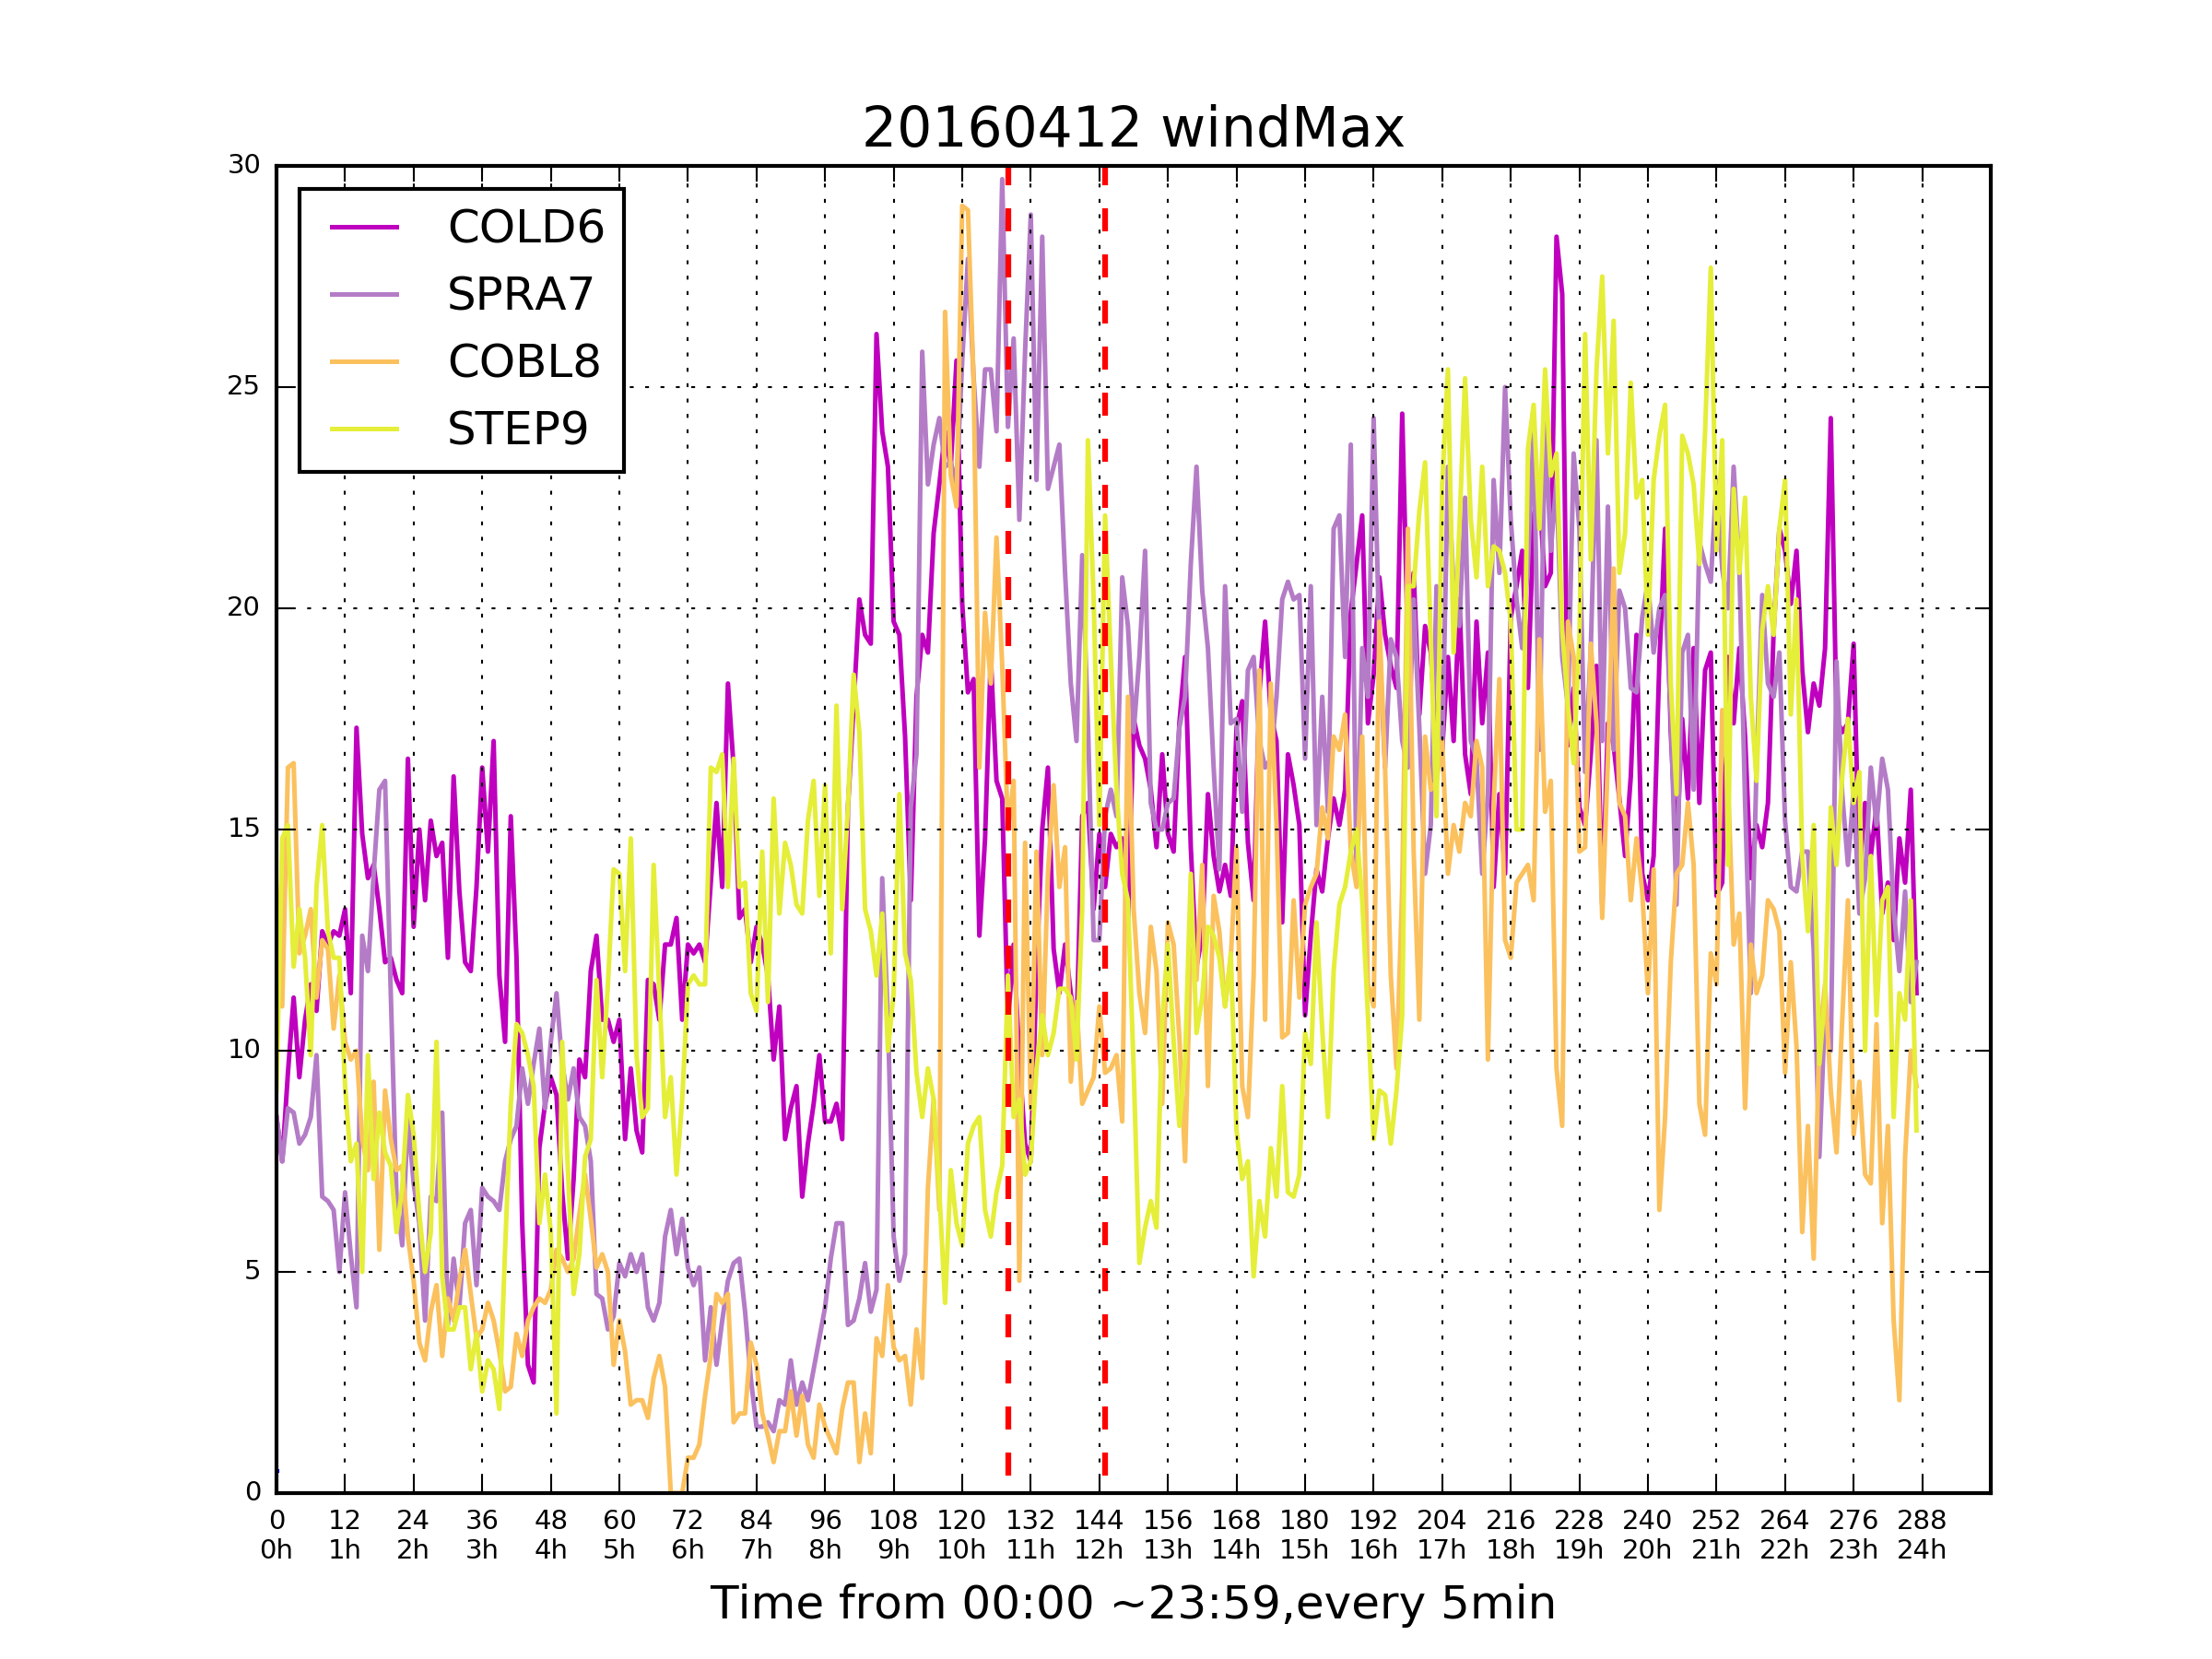 20160412 windMax
30
25
20
15
10
5
0
COLD6
SPRA7
COBL8
STEP9
0 12 24 36 48 60 72 84 96 108 120 132 144 156 168 180 192 204 216 228 240 252 264 276 288
0h 1h 2h 3h 4h 5h 6h 7h 8h 9h 10h 11h 12h 13h 14h 15h 16h 17h 18h 19h 20h 21h 22h 23h 24h
Time from 00:00 ~23:59,every 5min